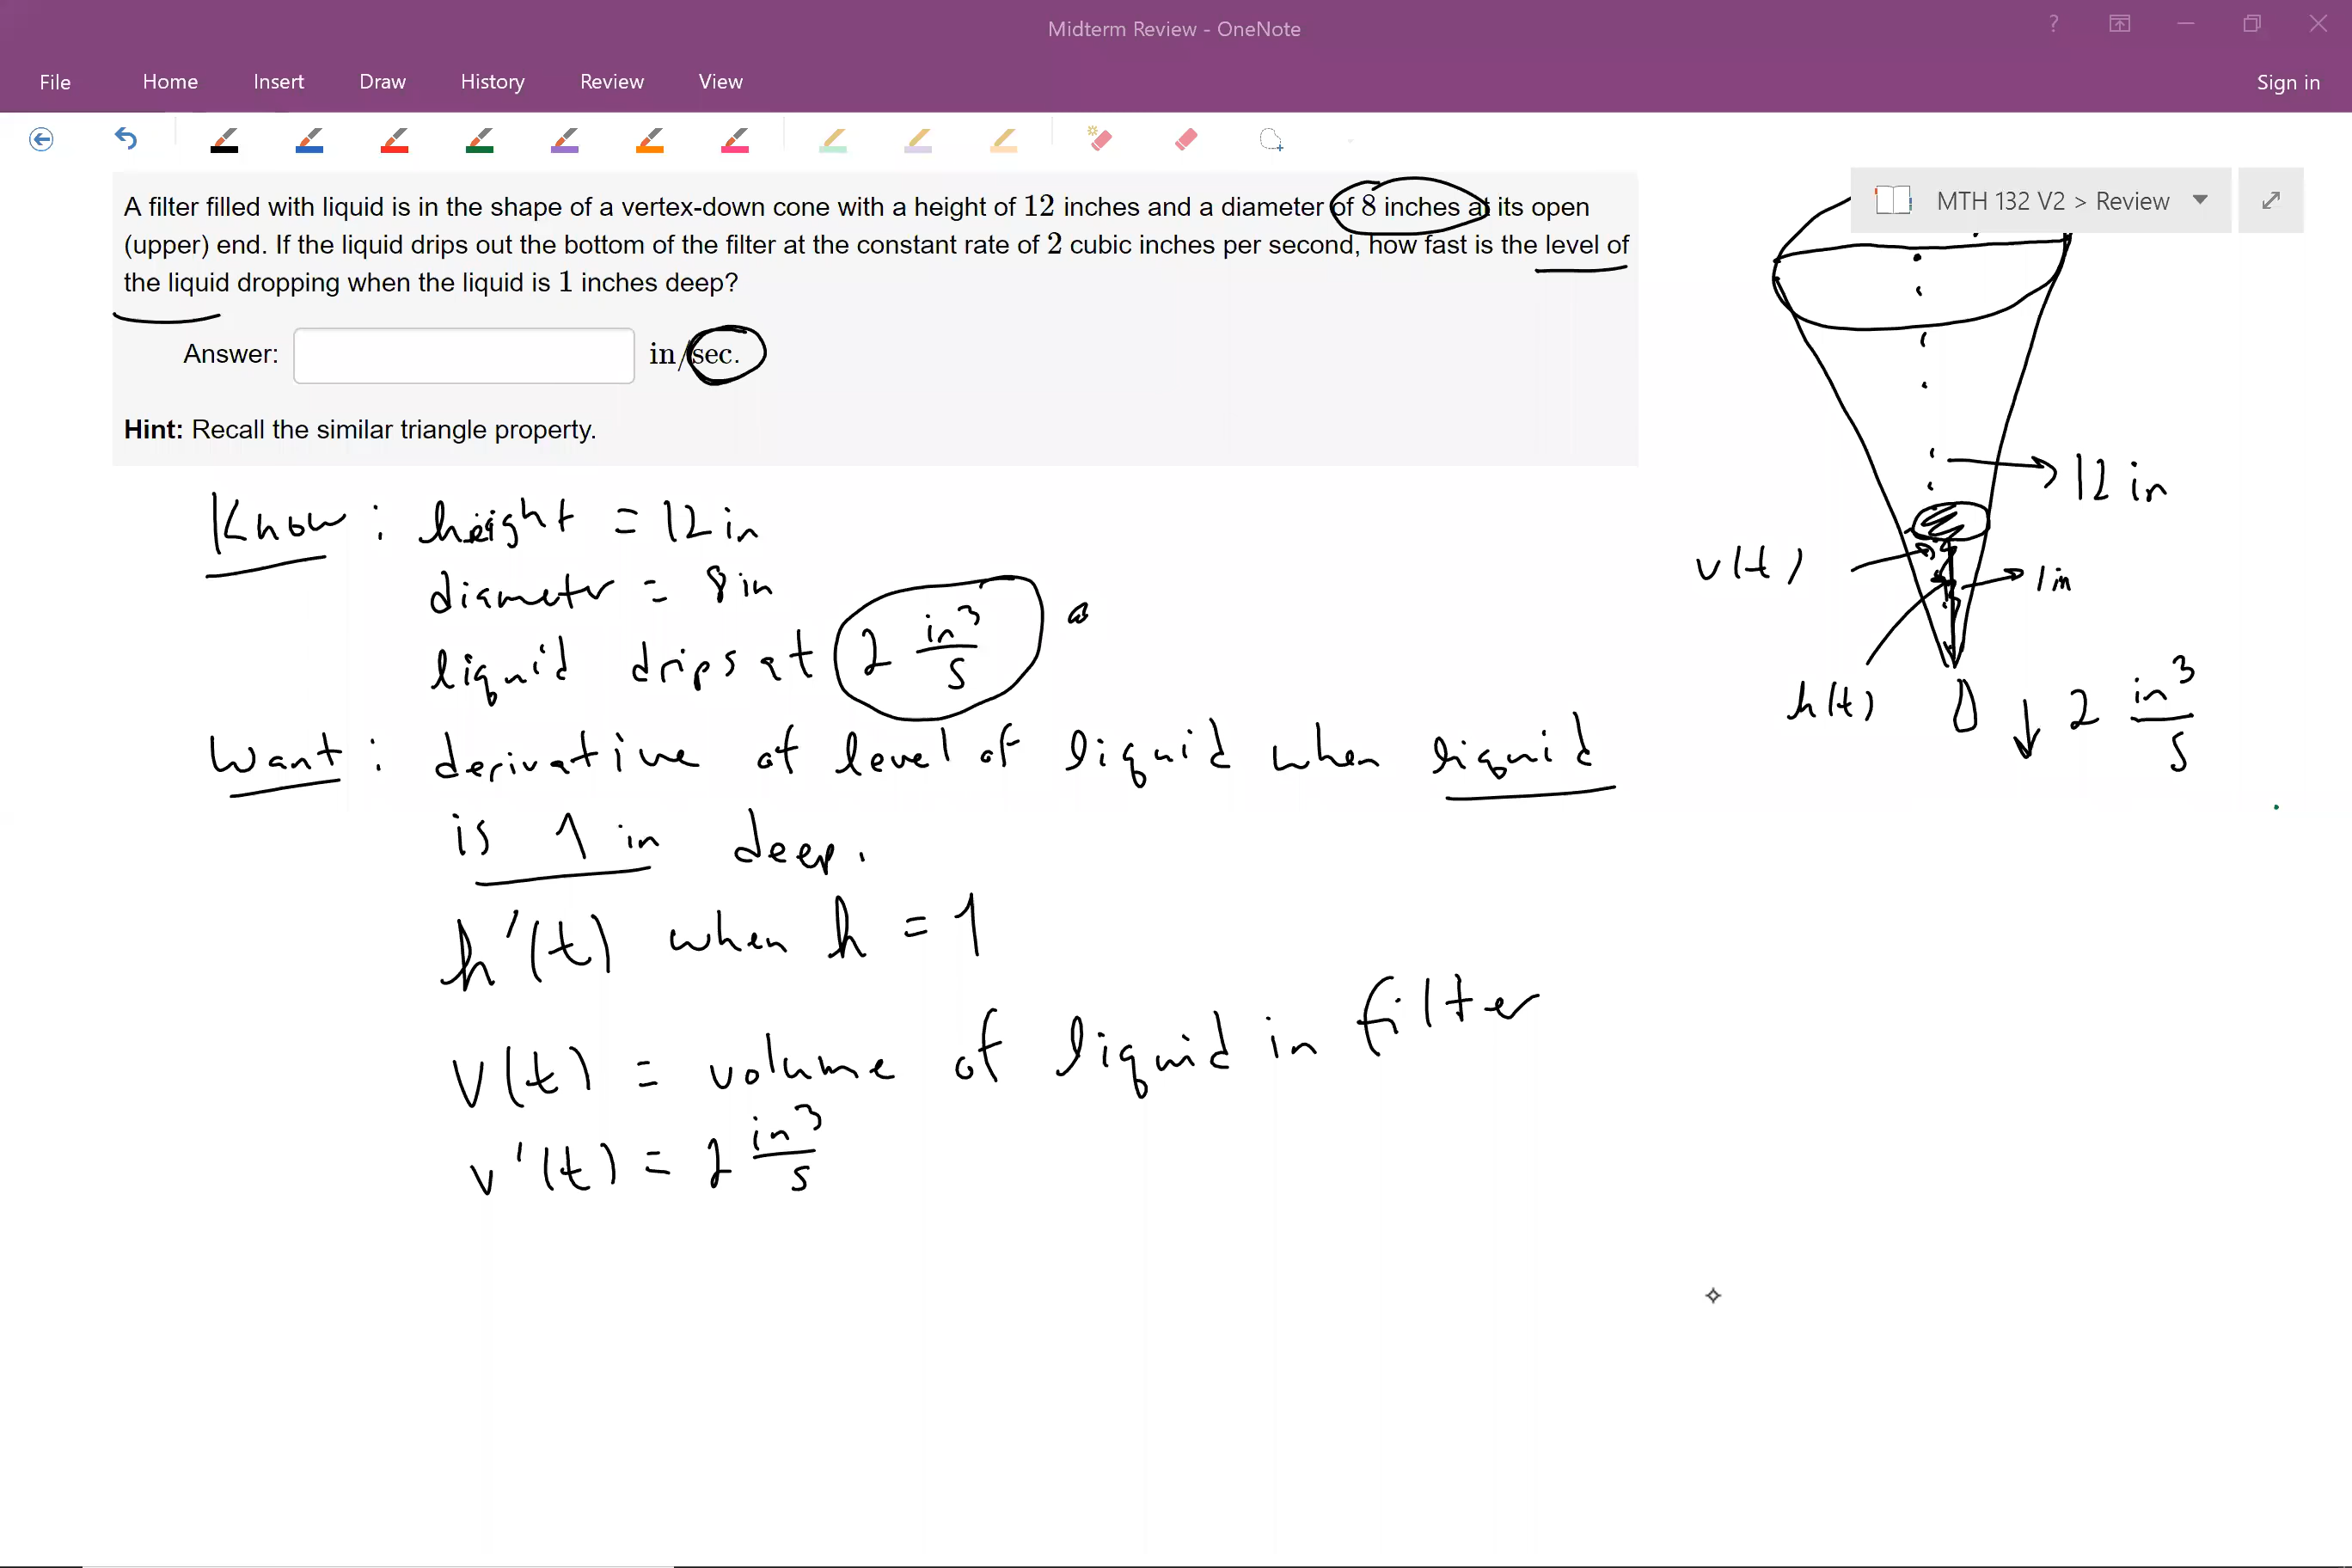 Midterm Review - OneNote
?
File Home Insert Draw History Review View Sign in
MTH 132 V2 > Review
A filter filled with liquid is in the shape of a vertex-down cone with a height of 12 inches and a diameter of 8 inches at its open
(upper) end. If the liquid drips out the bottom of the filter at the constant rate of 2 cubic inches per second, how fast is the level of
the liquid dropping when the liquid is 1 inches deep?
Answer: in/sec.
Hint: Recall the similar triangle property.
Know: height = 12 in
diameter = 8 in
liquid drips at 2 in³/s
Want: derivative of level of liquid when liquid
is 1 in deep.
h'(t) when h = 1
V(t) = volume of liquid in filter
v'(t) = 2 in³/s
12 in
v(t)
1 in
h(t)
2 in³/s